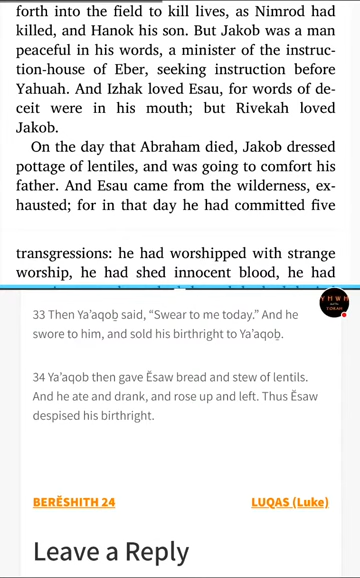 forth into the field to kill lives, as Nimrod had
killed, and Hanok his son. But Jakob was a man
peaceful in his words, a minister of the instruc-
tion-house of Eber, seeking instruction before
Yahuah. And Izhak loved Esau, for words of de-
ceit were in his mouth; but Rivekah loved
Jakob.
On the day that Abraham died, Jakob dressed
pottage of lentiles, and was going to comfort his
father. And Esau came from the wilderness, ex-
hausted; for in that day he had committed five
transgressions: he had worshipped with strange
worship, he had shed innocent blood, he had
33 Then Ya’aqoḇ said, “Swear to me today.” And he
swore to him, and sold his birthright to Ya’aqoḇ.
34 Ya’aqoḇ then gave Ěsaw bread and stew of lentils.
And he ate and drank, and rose up and left. Thus Ěsaw
despised his birthright.
BERĚSHITH 24
LUQAS (Luke)
Leave a Reply